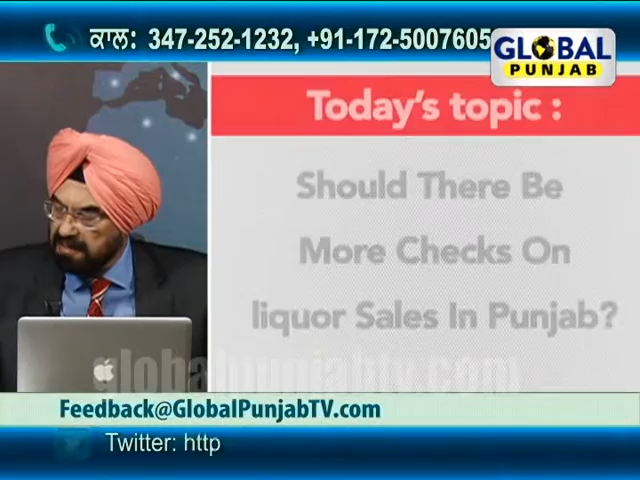 ਕਾਲ: 347-252-1232, +91-172-5007605
GLOBAL
PUNJAB
Today's topic :
Should There Be
More Checks On
liquor Sales In Punjab?
globalpunjabtv.com
Feedback@GlobalPunjabTV.com
Twitter: http